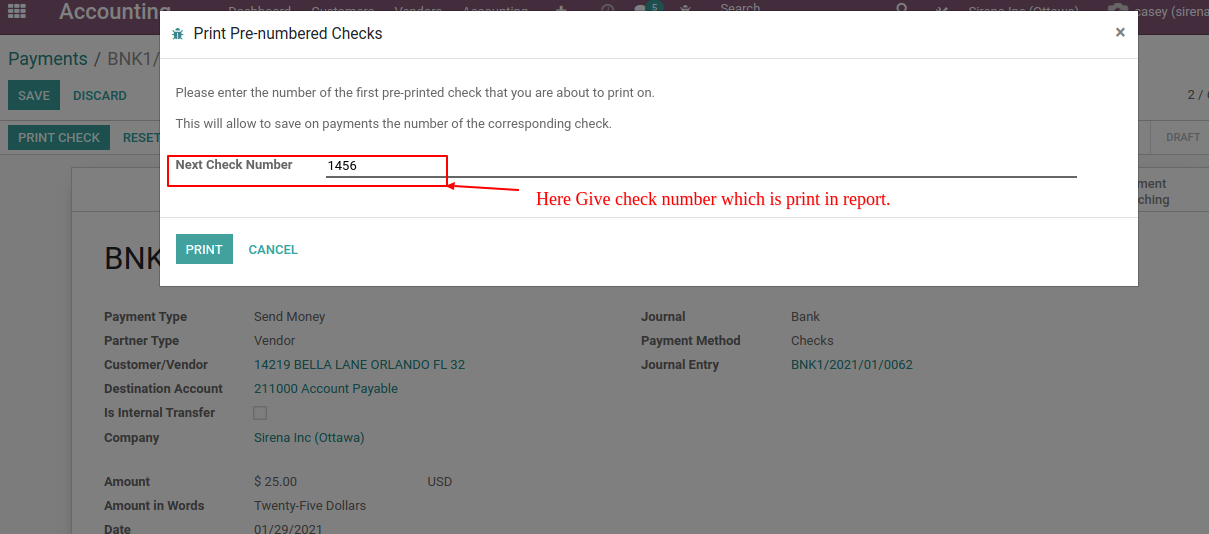 Accounting Dashboard Customers Vendors Accounting 5 Search Sirena Inc (Ottawa) casey (sirena
Print Pre-numbered Checks ×
Payments / BNK1/
SAVE DISCARD
2 /
Please enter the number of the first pre-printed check that you are about to print on.
This will allow to save on payments the number of the corresponding check.
PRINT CHECK RESET
DRAFT
Next Check Number 1456
Here Give check number which is print in report.
ment
ching
PRINT CANCEL
BNK
Payment Type Send Money Journal Bank
Partner Type Vendor Payment Method Checks
Customer/Vendor 14219 BELLA LANE ORLANDO FL 32 Journal Entry BNK1/2021/01/0062
Destination Account 211000 Account Payable
Is Internal Transfer
Company Sirena Inc (Ottawa)
Amount $ 25.00 USD
Amount in Words Twenty-Five Dollars
Date 01/29/2021